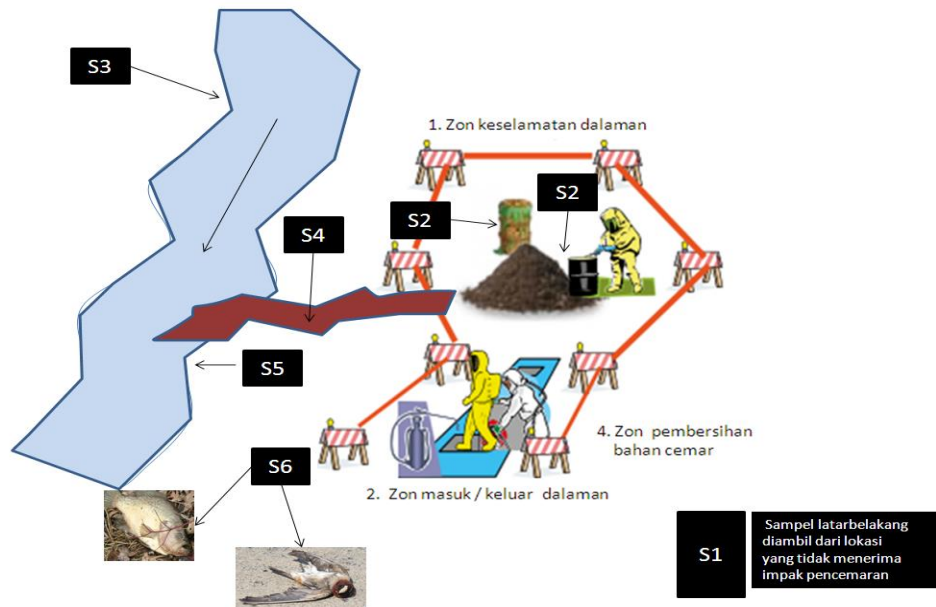 S3
1. Zon keselamatan dalaman
S2
S2
S4
S5
S6
4. Zon pembersihan
bahan cemar
2. Zon masuk / keluar dalaman
S1
Sampel latarbelakang
diambil dari lokasi
yang tidak menerima
impak pencemaran